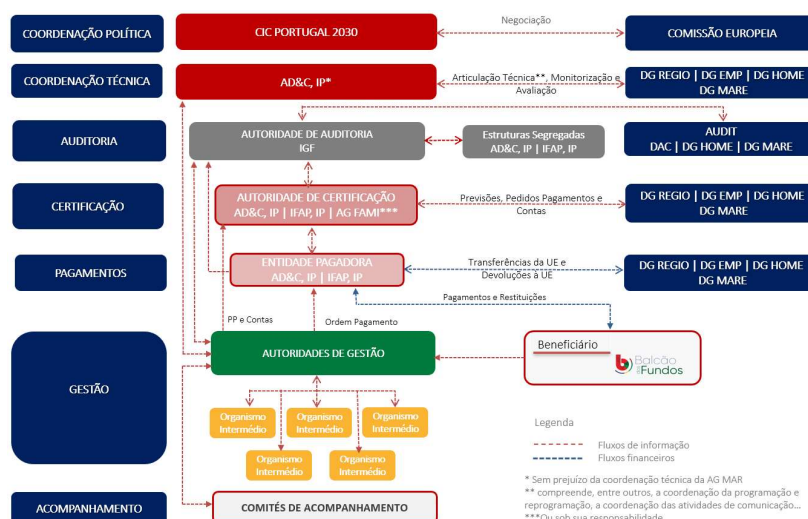 COORDENAÇÃO POLÍTICA
CIC PORTUGAL 2030
Negociação
COMISSÃO EUROPEIA
COORDENAÇÃO TÉCNICA
AD&C, IP*
Articulação Técnica**, Monitorização e
Avaliação
DG REGIO | DG EMP | DG HOME
DG MARE
AUDITORIA
AUTORIDADE DE AUDITORIA
IGF
Estruturas Segregadas
AD&C, IP | IFAP, IP
AUDIT
DAC | DG HOME | DG MARE
CERTIFICAÇÃO
AUTORIDADE DE CERTIFICAÇÃO
AD&C, IP | IFAP, IP | AG FAMI***
Previsões, Pedidos Pagamentos e
Contas
DG REGIO | DG EMP | DG HOME
DG MARE
PAGAMENTOS
ENTIDADE PAGADORA
AD&C, IP | IFAP, IP
Transferências da UE e
Devoluções à UE
DG REGIO | DG EMP | DG HOME
DG MARE
Pagamentos e Restituições
PP e Contas
Ordem Pagamento
GESTÃO
AUTORIDADES DE GESTÃO
Beneficiário
Balcão
dos Fundos
Organismo
Intermédio
Organismo
Intermédio
Organismo
Intermédio
Organismo
Intermédio
Organismo
Intermédio
Legenda
Fluxos de informação
Fluxos financeiros
* Sem prejuízo da coordenação técnica da AG MAR
** compreende, entre outros, a coordenação da programação e
reprogramação, a coordenação das atividades de comunicação...
***Ou sob sua responsabilidade
ACOMPANHAMENTO
COMITÉS DE ACOMPANHAMENTO